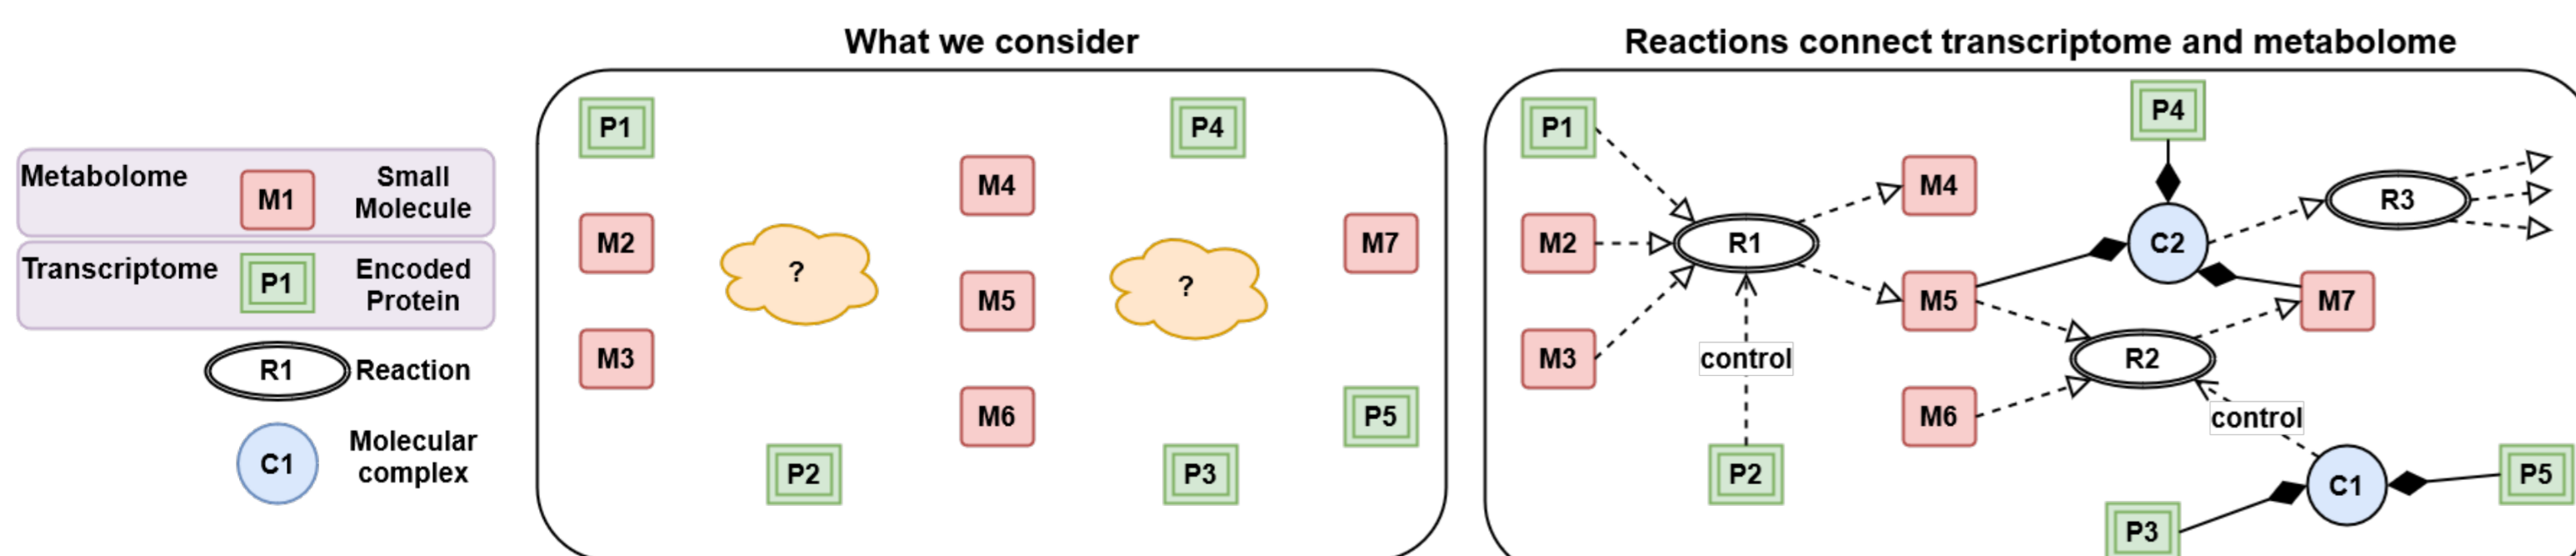 What we consider
Reactions connect transcriptome and metabolome
Metabolome
M1
Small
Molecule
Transcriptome
P1
Encoded
Protein
R1
Reaction
C1
Molecular
complex
P1
P4
M4
M2
?
M7
M5
?
M3
M6
P5
P2
P3
P1
P4
M4
R3
M2
R1
C2
M5
M7
M3
control
R2
M6
control
P2
C1
P5
P3